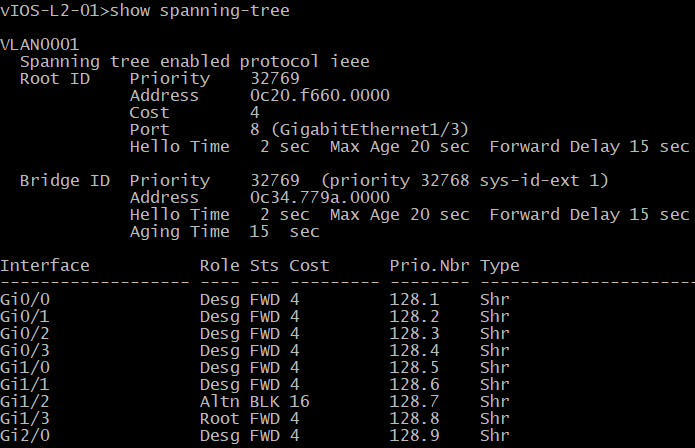 vIOS-L2-01>show spanning-tree
VLAN0001
  Spanning tree enabled protocol ieee
  Root ID    Priority    32769
             Address     0c20.f660.0000
             Cost        4
             Port        8 (GigabitEthernet1/3)
             Hello Time   2 sec  Max Age 20 sec  Forward Delay 15 sec
  Bridge ID  Priority    32769  (priority 32768 sys-id-ext 1)
             Address     0c34.779a.0000
             Hello Time   2 sec  Max Age 20 sec  Forward Delay 15 sec
             Aging Time  15  sec
Interface           Role Sts Cost      Prio.Nbr Type
------------------- ---- --- --------- -------- ----------------------
Gi0/0               Desg FWD 4         128.1    Shr
Gi0/1               Desg FWD 4         128.2    Shr
Gi0/2               Desg FWD 4         128.3    Shr
Gi0/3               Desg FWD 4         128.4    Shr
Gi1/0               Desg FWD 4         128.5    Shr
Gi1/1               Desg FWD 4         128.6    Shr
Gi1/2               Altn BLK 16        128.7    Shr
Gi1/3               Root FWD 4         128.8    Shr
Gi2/0               Desg FWD 4         128.9    Shr